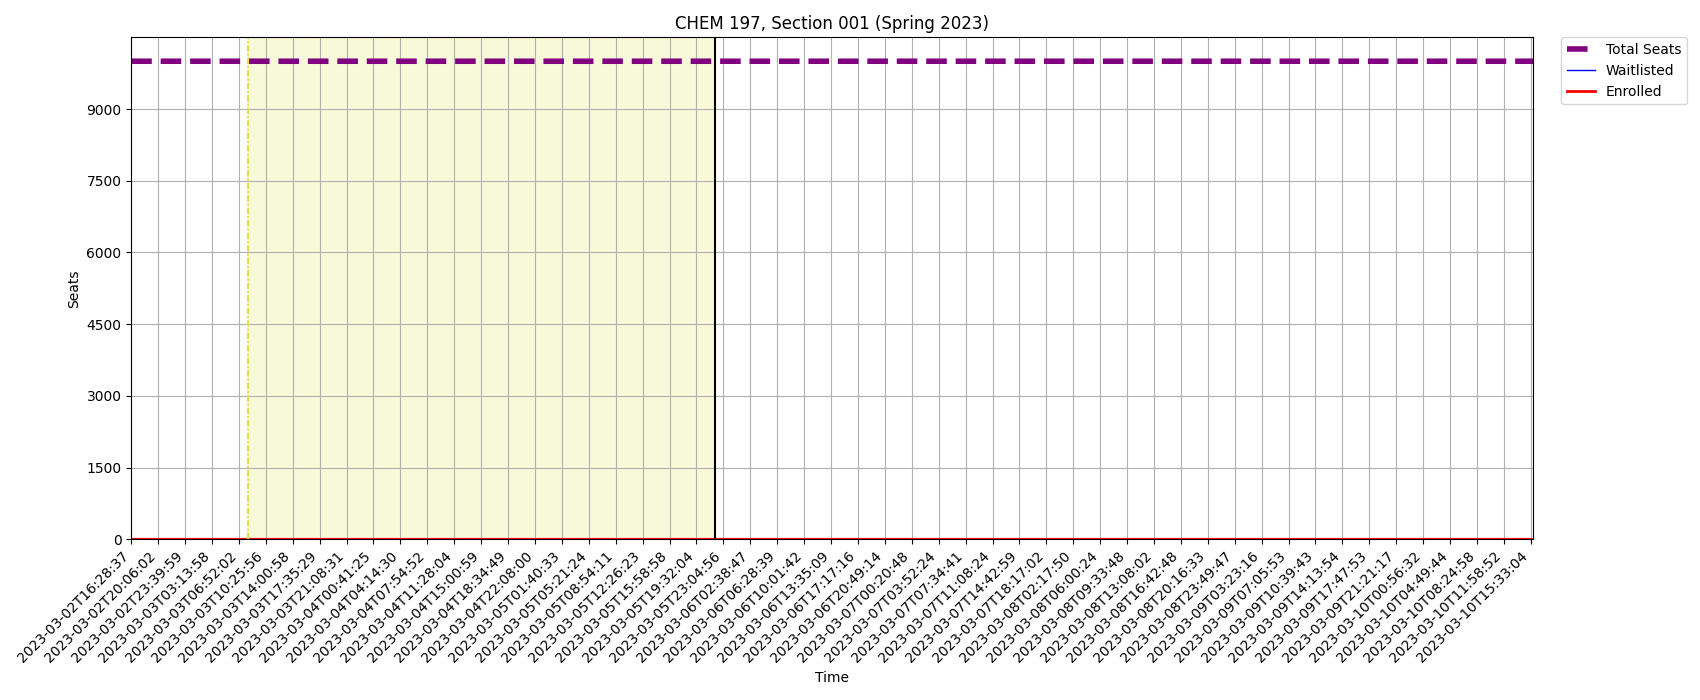 CHEM 197, Section 001 (Spring 2023)
Total Seats
Waitlisted
Enrolled
9000
7500
6000
4500
3000
1500
0
Seats
2023-03-02T16:28:37
2023-03-02T20:06:02
2023-03-02T23:39:59
2023-03-03T03:13:58
2023-03-03T06:52:02
2023-03-03T10:25:56
2023-03-03T14:00:58
2023-03-03T17:35:29
2023-03-03T21:08:31
2023-03-04T00:41:25
2023-03-04T04:14:30
2023-03-04T07:54:52
2023-03-04T11:28:04
2023-03-04T15:00:59
2023-03-04T18:34:49
2023-03-04T22:08:00
2023-03-05T01:40:33
2023-03-05T05:21:24
2023-03-05T08:54:11
2023-03-05T12:26:23
2023-03-05T15:58:58
2023-03-05T19:32:04
2023-03-05T23:04:56
2023-03-06T02:38:47
2023-03-06T06:28:39
2023-03-06T10:01:42
2023-03-06T13:35:09
2023-03-06T17:17:16
2023-03-06T20:49:14
2023-03-07T00:20:48
2023-03-07T03:52:24
2023-03-07T07:34:41
2023-03-07T11:08:24
2023-03-07T14:42:59
2023-03-07T18:17:02
2023-03-08T02:17:50
2023-03-08T06:00:24
2023-03-08T09:33:48
2023-03-08T13:08:02
2023-03-08T16:42:48
2023-03-08T20:16:33
2023-03-08T23:49:47
2023-03-09T03:23:16
2023-03-09T07:05:53
2023-03-09T10:39:43
2023-03-09T14:13:54
2023-03-09T17:47:53
2023-03-09T21:21:17
2023-03-10T00:56:32
2023-03-10T04:49:44
2023-03-10T08:24:58
2023-03-10T11:58:52
2023-03-10T15:33:04
Time